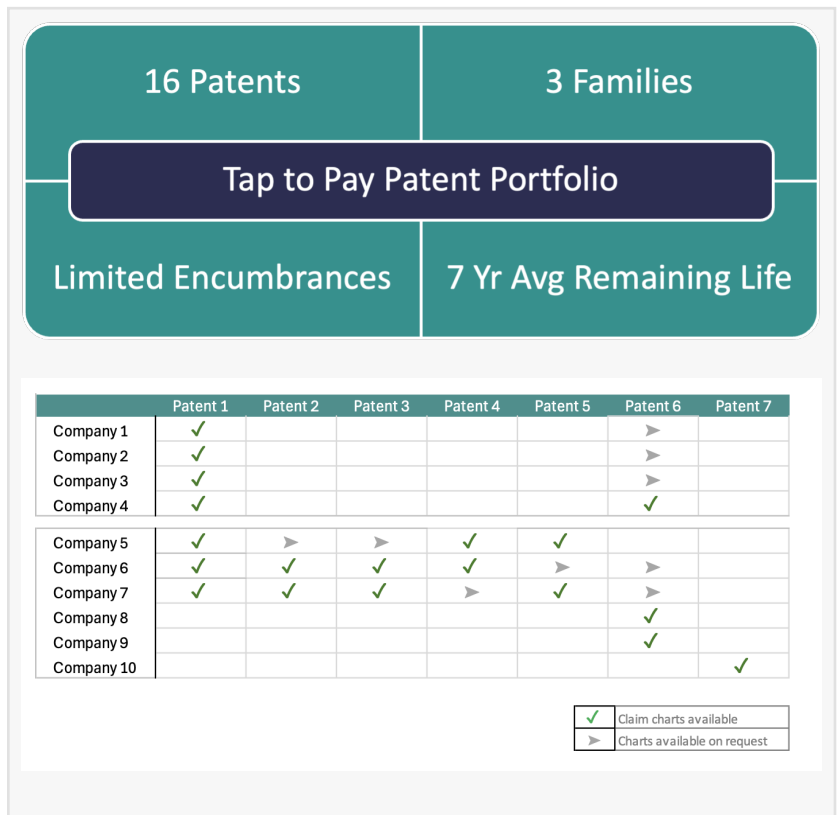 16 Patents
3 Families
Tap to Pay Patent Portfolio
Limited Encumbrances
7 Yr Avg Remaining Life
Patent 1 Patent 2 Patent 3 Patent 4 Patent 5 Patent 6 Patent 7
Company 1 ✓ ➤
Company 2 ✓ ➤
Company 3 ✓ ➤
Company 4 ✓ ✓
Company 5 ✓ ➤ ➤ ✓ ✓
Company 6 ✓ ✓ ✓ ✓ ➤ ➤
Company 7 ✓ ✓ ✓ ➤ ✓ ➤
Company 8 ✓
Company 9 ✓
Company 10 ✓
✓ Claim charts available
➤ Charts available on request